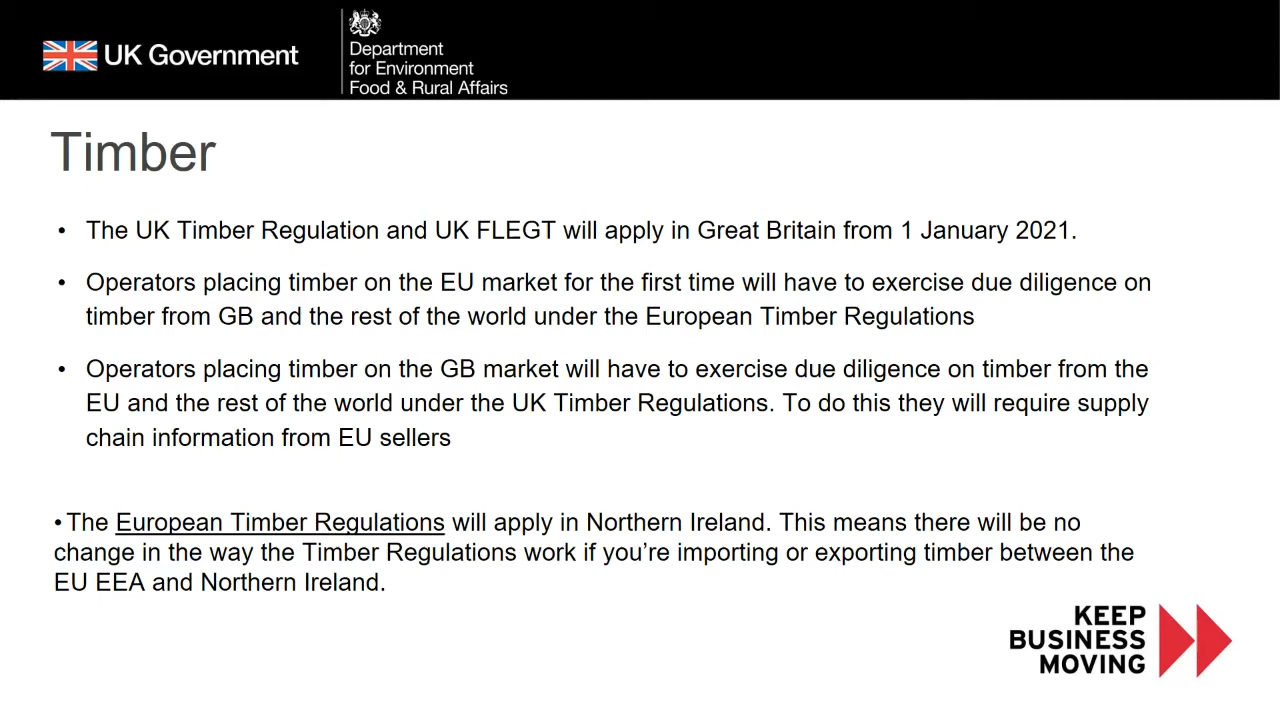 UK Government
Department
for Environment
Food & Rural Affairs
Timber
• The UK Timber Regulation and UK FLEGT will apply in Great Britain from 1 January 2021.
• Operators placing timber on the EU market for the first time will have to exercise due diligence on
timber from GB and the rest of the world under the European Timber Regulations
• Operators placing timber on the GB market will have to exercise due diligence on timber from the
EU and the rest of the world under the UK Timber Regulations. To do this they will require supply
chain information from EU sellers
• The European Timber Regulations will apply in Northern Ireland. This means there will be no
change in the way the Timber Regulations work if you’re importing or exporting timber between the
EU EEA and Northern Ireland.
KEEP
BUSINESS
MOVING